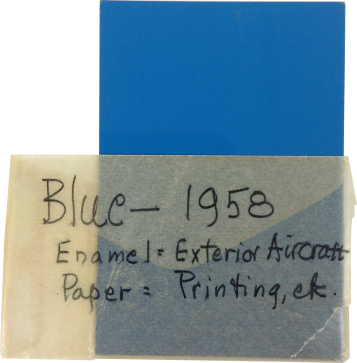 Blue - 1958
Enamel = Exterior Aircraft
Paper = Printing, etc.